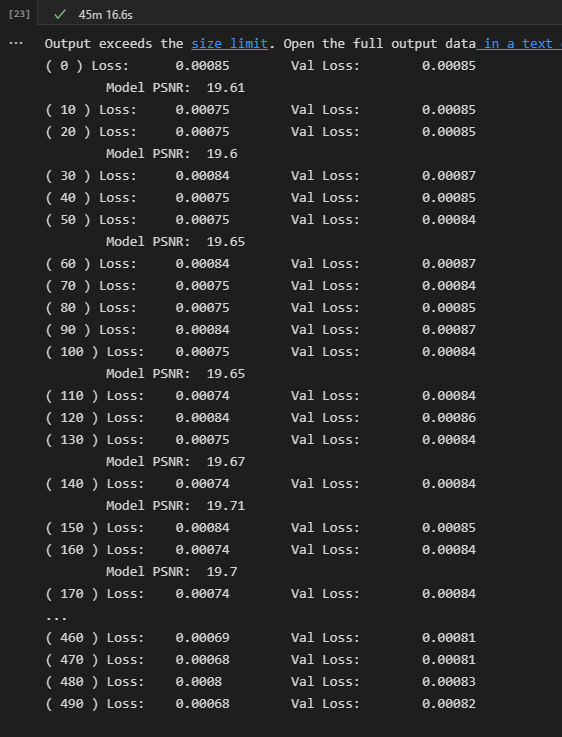 [23] 45m 16.6s
... Output exceeds the size limit. Open the full output data in a text
( 0 ) Loss: 0.00085 Val Loss: 0.00085
Model PSNR: 19.61
( 10 ) Loss: 0.00075 Val Loss: 0.00085
( 20 ) Loss: 0.00075 Val Loss: 0.00085
Model PSNR: 19.6
( 30 ) Loss: 0.00084 Val Loss: 0.00087
( 40 ) Loss: 0.00075 Val Loss: 0.00085
( 50 ) Loss: 0.00075 Val Loss: 0.00084
Model PSNR: 19.65
( 60 ) Loss: 0.00084 Val Loss: 0.00087
( 70 ) Loss: 0.00075 Val Loss: 0.00084
( 80 ) Loss: 0.00075 Val Loss: 0.00085
( 90 ) Loss: 0.00084 Val Loss: 0.00087
( 100 ) Loss: 0.00075 Val Loss: 0.00084
Model PSNR: 19.65
( 110 ) Loss: 0.00074 Val Loss: 0.00084
( 120 ) Loss: 0.00084 Val Loss: 0.00086
( 130 ) Loss: 0.00075 Val Loss: 0.00084
Model PSNR: 19.67
( 140 ) Loss: 0.00074 Val Loss: 0.00084
Model PSNR: 19.71
( 150 ) Loss: 0.00084 Val Loss: 0.00085
( 160 ) Loss: 0.00074 Val Loss: 0.00084
Model PSNR: 19.7
( 170 ) Loss: 0.00074 Val Loss: 0.00084
...
( 460 ) Loss: 0.00069 Val Loss: 0.00081
( 470 ) Loss: 0.00068 Val Loss: 0.00081
( 480 ) Loss: 0.0008 Val Loss: 0.00083
( 490 ) Loss: 0.00068 Val Loss: 0.00082